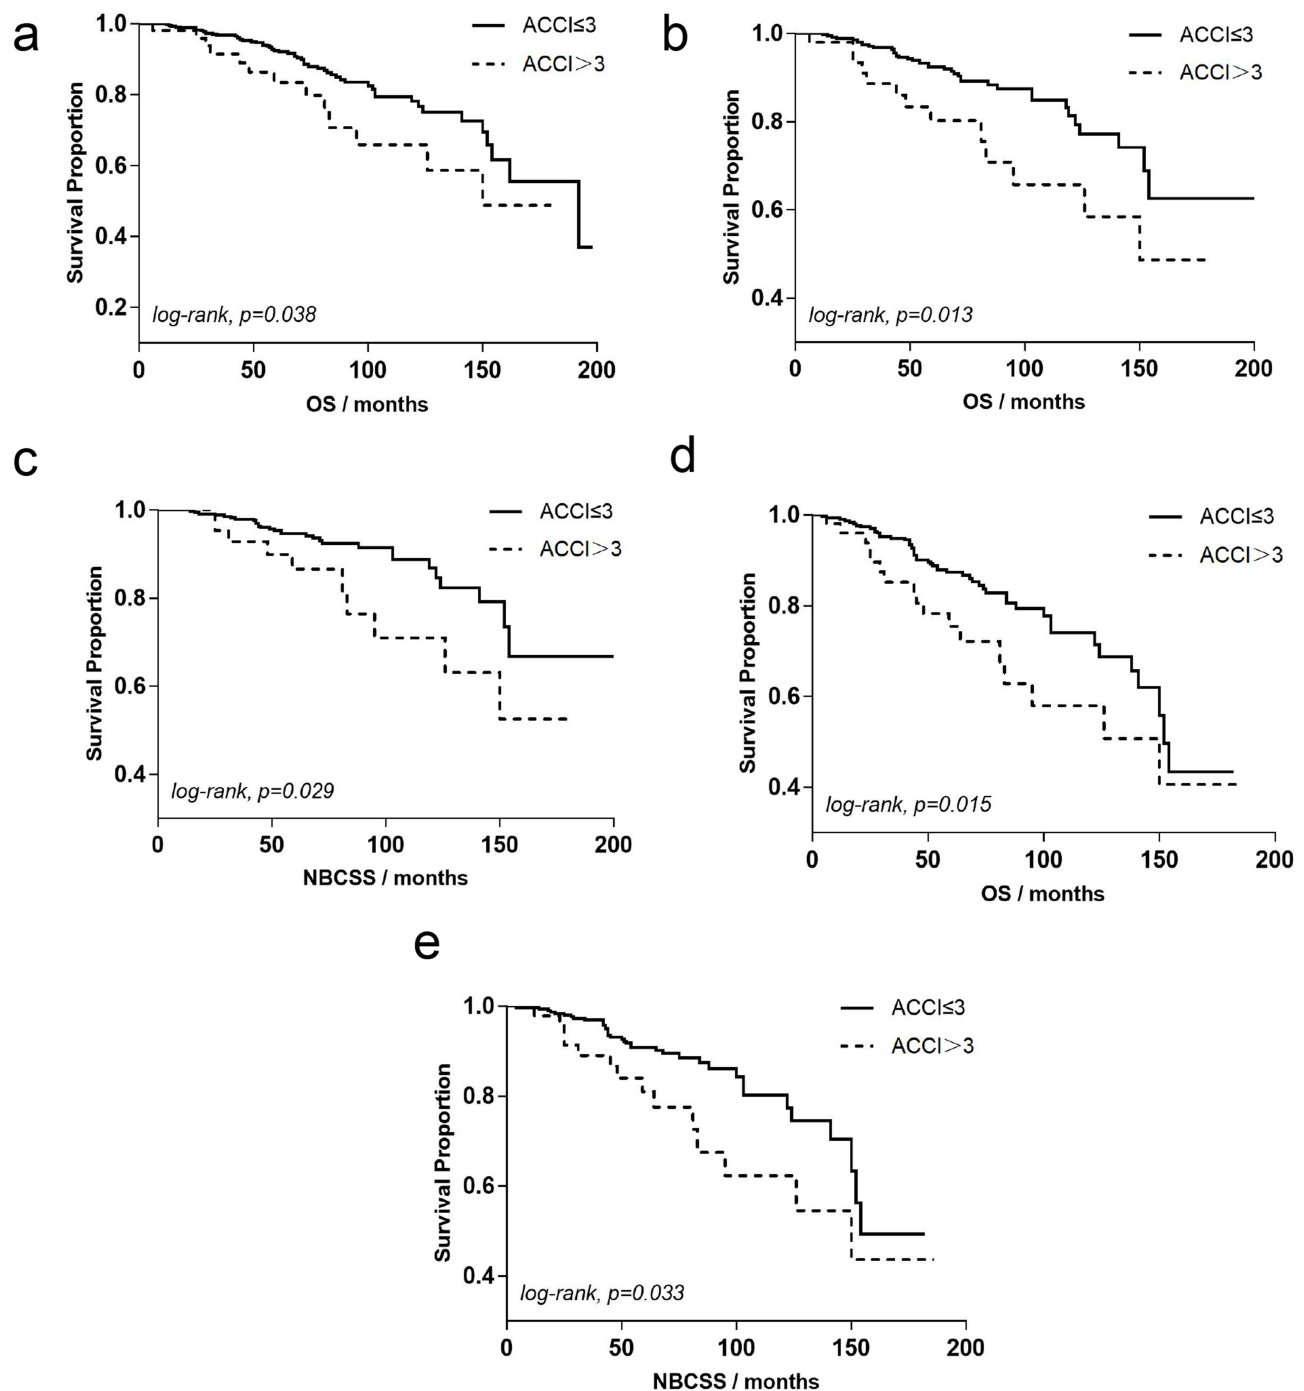 a
ACCI≤3
ACCI＞3
Survival Proportion
1.0
0.8
0.6
0.4
0.2
log-rank, p=0.038
0 50 100 150 200
OS / months
b
ACCI≤3
ACCI＞3
Survival Proportion
1.0
0.8
0.6
0.4
log-rank, p=0.013
0 50 100 150 200
OS / months
c
ACCI≤3
ACCI＞3
Survival Proportion
1.0
0.8
0.6
0.4
log-rank, p=0.029
0 50 100 150 200
NBCSS / months
d
ACCI≤3
ACCI＞3
Survival Proportion
1.0
0.8
0.6
0.4
log-rank, p=0.015
0 50 100 150 200
OS / months
e
ACCI≤3
ACCI＞3
Survival Proportion
1.0
0.8
0.6
0.4
log-rank, p=0.033
0 50 100 150 200
NBCSS / months